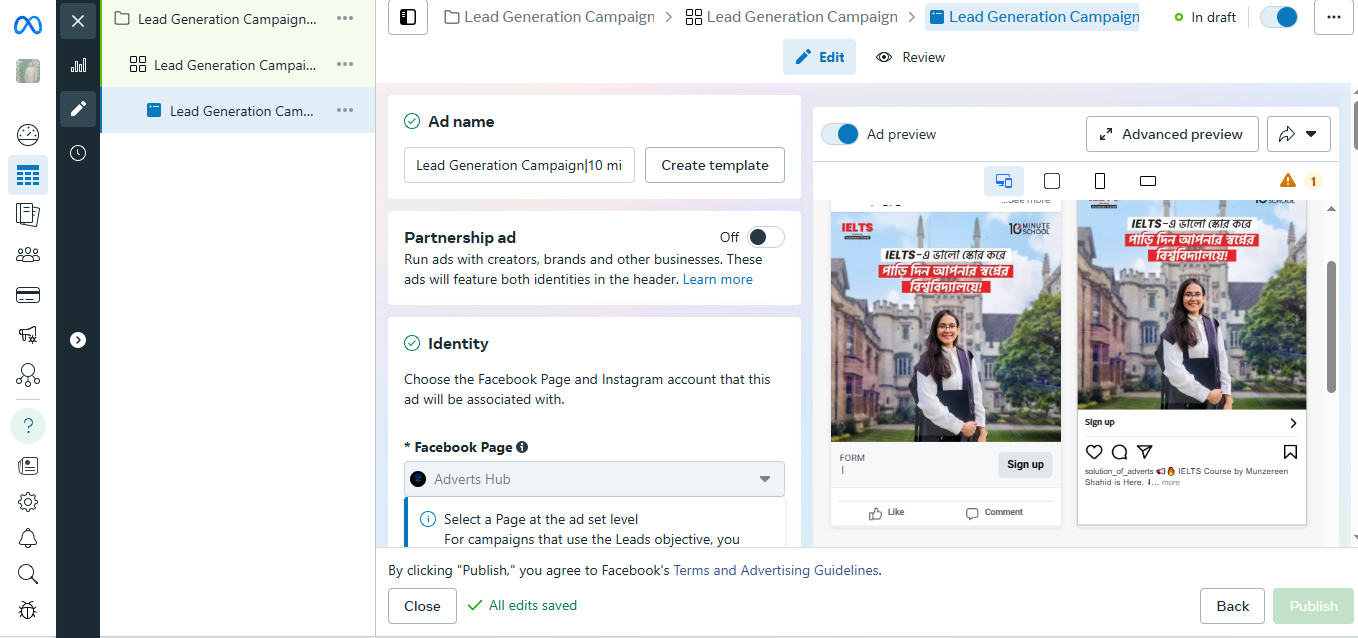 Lead Generation Campaign...
Lead Generation Campai...
Lead Generation Cam...
Lead Generation Campaign
Lead Generation Campaign
Lead Generation Campaign
In draft
Edit
Review
Ad name
Lead Generation Campaign|10 mi
Create template
Partnership ad
Off
Run ads with creators, brands and other businesses. These
ads will feature both identities in the header. Learn more
Identity
Choose the Facebook Page and Instagram account that this
ad will be associated with.
* Facebook Page
Adverts Hub
Select a Page at the ad set level
For campaigns that use the Leads objective, you
Ad preview
Advanced preview
1
...See more
IELTS
10 MINUTE SCHOOL
IELTS-এ ভালো স্কোর করে
পাড়ি দিন আপনার স্বপ্নের
বিশ্ববিদ্যালয়ে!
FORM
Sign up
Like
Comment
SCHOOL
IELTS-এ ভালো স্কোর করে
পাড়ি দিন আপনার স্বপ্নের
বিশ্ববিদ্যালয়ে!
Sign up
solution_of_adverts 📢🔥 IELTS Course by Munzereen
Shahid is Here. ⬇... more
By clicking "Publish," you agree to Facebook's Terms and Advertising Guidelines.
Close
All edits saved
Back
Publish